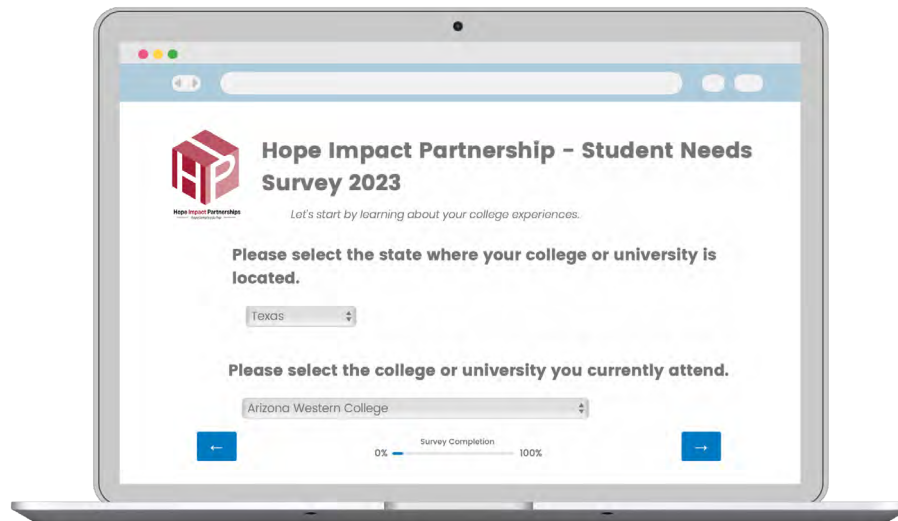 Hope Impact Partnership - Student Needs
Survey 2023
Hope Impact Partnerships
Let's start by learning about your college experiences.
Please select the state where your college or university is
located.
Texas
Please select the college or university you currently attend.
Arizona Western College
←
Survey Completion
0%
100%
→